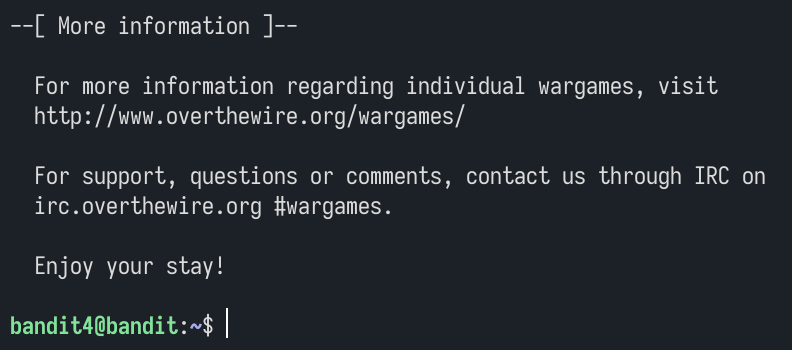 --[ More information ]--
For more information regarding individual wargames, visit
http://www.overthewire.org/wargames/
For support, questions or comments, contact us through IRC on
irc.overthewire.org #wargames.
Enjoy your stay!
bandit4@bandit:~$